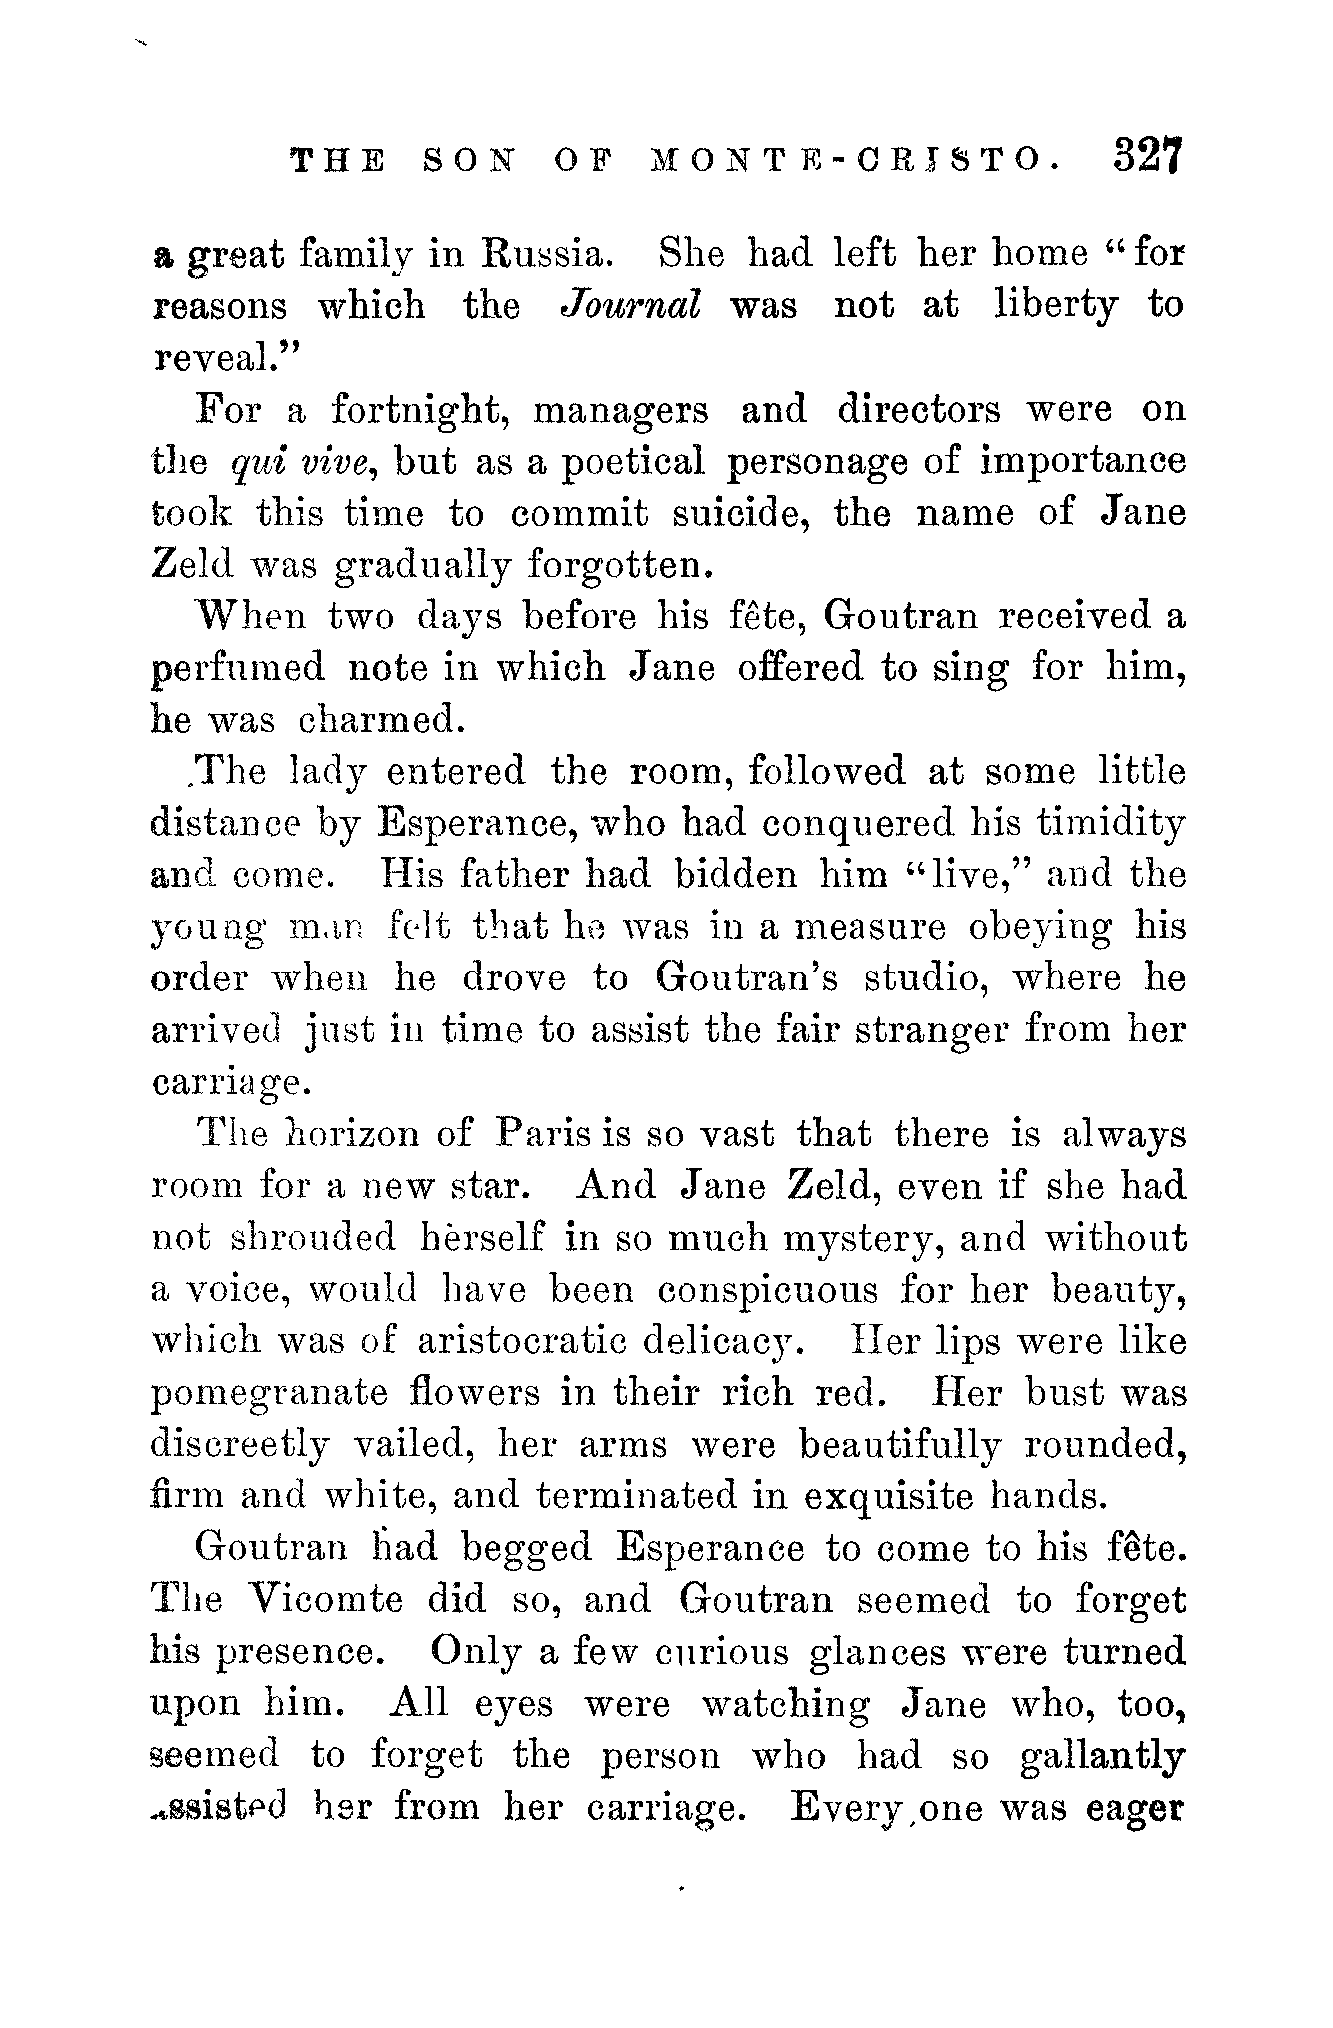 THE SON OF MONTE-CRISTO. 327
a great family in Russia. She had left her home “for
reasons which the Journal was not at liberty to
reveal.”
For a fortnight, managers and directors were on
the qui vive, but as a poetical personage of importance
took this time to commit suicide, the name of Jane
Zeld was gradually forgotten.
When two days before his fête, Goutran received a
perfumed note in which Jane offered to sing for him,
he was charmed.
The lady entered the room, followed at some little
distance by Esperance, who had conquered his timidity
and come. His father had bidden him “live,” and the
young man felt that he was in a measure obeying his
order when he drove to Goutran’s studio, where he
arrived just in time to assist the fair stranger from her
carriage.
The horizon of Paris is so vast that there is always
room for a new star. And Jane Zeld, even if she had
not shrouded herself in so much mystery, and without
a voice, would have been conspicuous for her beauty,
which was of aristocratic delicacy. Her lips were like
pomegranate flowers in their rich red. Her bust was
discreetly vailed, her arms were beautifully rounded,
firm and white, and terminated in exquisite hands.
Goutran had begged Esperance to come to his fête.
The Vicomte did so, and Goutran seemed to forget
his presence. Only a few curious glances were turned
upon him. All eyes were watching Jane who, too,
seemed to forget the person who had so gallantly
assisted her from her carriage. Every one was eager